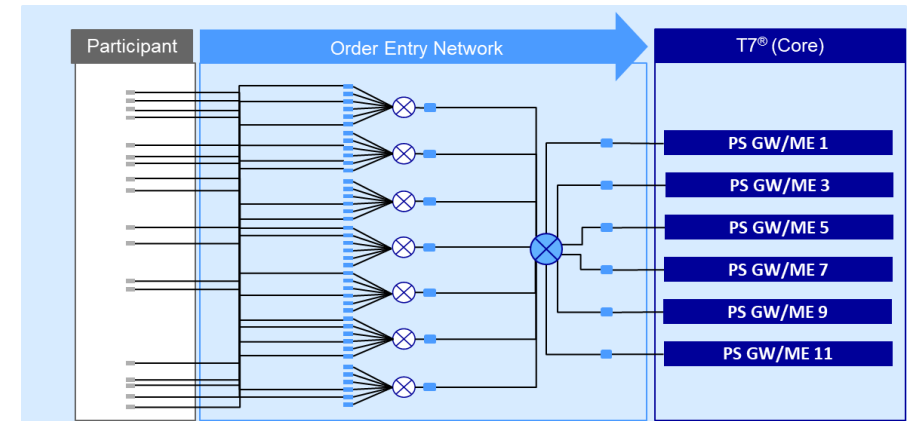 Participant
Order Entry Network
T7® (Core)
PS GW/ME 1
PS GW/ME 3
PS GW/ME 5
PS GW/ME 7
PS GW/ME 9
PS GW/ME 11